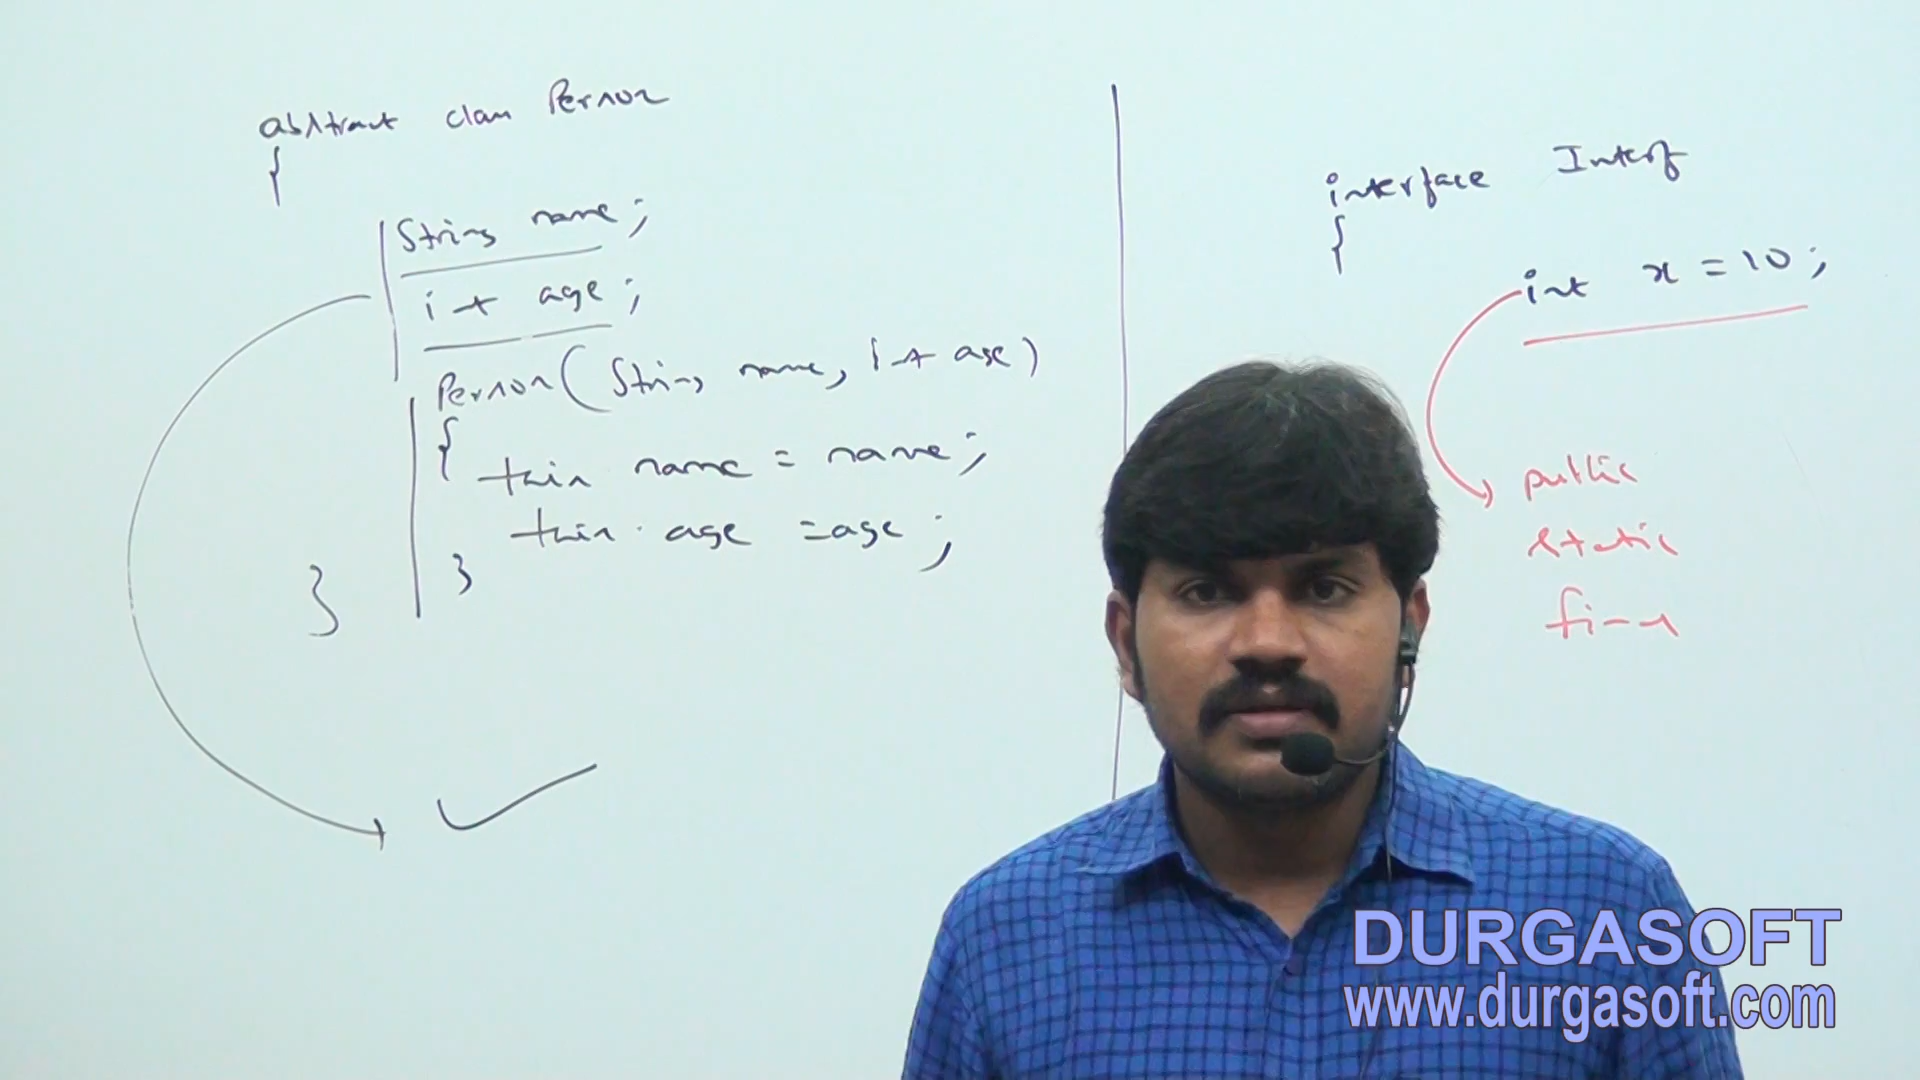 abstract class Person
{
String name;
int age;
Person(String name, int age)
{
this name = name;
this. age = age;
}
}
interface Interf
{
int x = 10;
public
static
final
DURGASOFT
www.durgasoft.com